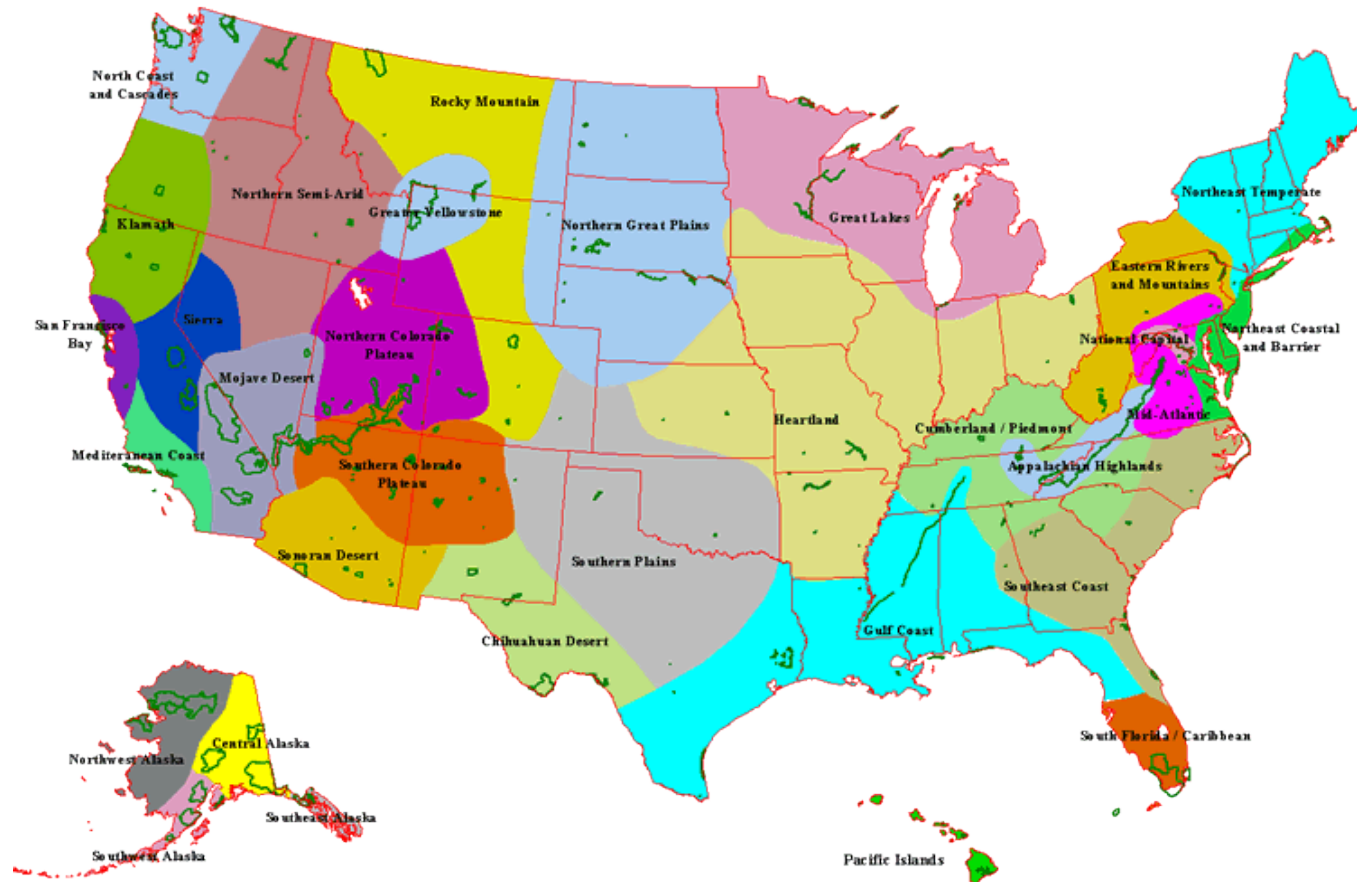 North Coast
and Cascades
Rocky Mountain
Northern Semi-Arid
Greater Yellowstone
Klamath
Northern Great Plains
Great Lakes
Northeast Temperate
Eastern Rivers
and Mountains
San Francisco
Bay
Sierra
Northern Colorado
Plateau
National Capital
Northeast Coastal
and Barrier
Mojave Desert
Heartland
Cumberland / Piedmont
Mid-Atlantic
Mediteranean Coast
Southern Colorado
Plateau
Appalachian Highlands
Sonoran Desert
Southern Plains
Southeast Coast
Chihuahuan Desert
Gulf Coast
Central Alaska
Northwest Alaska
South Florida / Caribbean
Southeast Alaska
Southwest Alaska
Pacific Islands